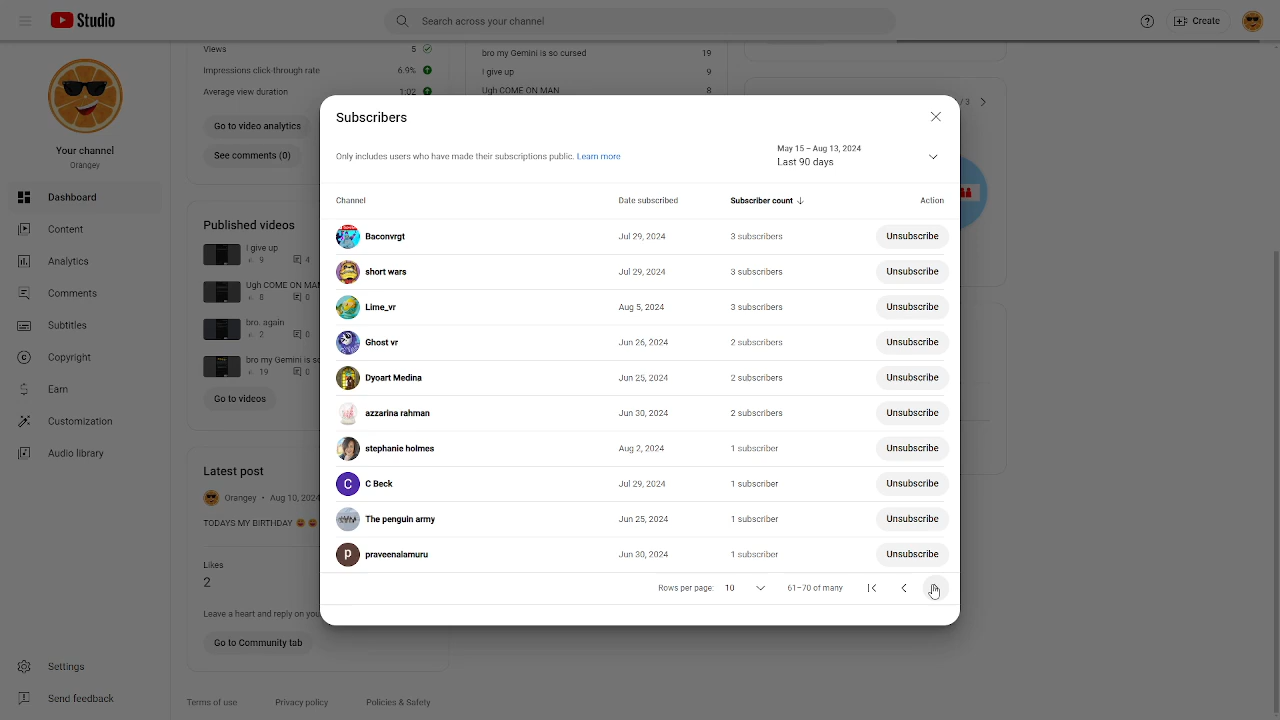 Studio
Search across your channel
Create
Your channel
Orangey
Dashboard
Content
Analytics
Comments
Subtitles
Copyright
Earn
Customization
Audio library
Settings
Send feedback
Views 5
Impressions click-through rate 6.9%
Average view duration 1:02
Go to video analytics
See comments (0)
Published videos
I give up
9 4
Ugh COME ON MAN
8 0
bro. again
2 0
bro my Gemini is so
19 0
Go to videos
Latest post
Orangey • Aug 10, 2024
TODAYS MY BIRTHDAY
Likes
2
Leave a heart and reply on you
Go to Community tab
Terms of use Privacy policy Policies & Safety
bro my Gemini is so cursed 19
I give up 9
Ugh COME ON MAN 8
/ 3
Subscribers
Only includes users who have made their subscriptions public. Learn more
May 15 – Aug 13, 2024
Last 90 days
Channel Date subscribed Subscriber count Action
Baconvrgt Jul 29, 2024 3 subscribers Unsubscribe
short wars Jul 29, 2024 3 subscribers Unsubscribe
Lime_vr Aug 5, 2024 3 subscribers Unsubscribe
Ghost vr Jun 26, 2024 2 subscribers Unsubscribe
Dyoart Medina Jun 25, 2024 2 subscribers Unsubscribe
azzarina rahman Jun 30, 2024 2 subscribers Unsubscribe
stephanie holmes Aug 2, 2024 1 subscriber Unsubscribe
C C Beck Jul 29, 2024 1 subscriber Unsubscribe
The penguin army Jun 25, 2024 1 subscriber Unsubscribe
p praveenalamuru Jun 30, 2024 1 subscriber Unsubscribe
Rows per page: 10 61–70 of many